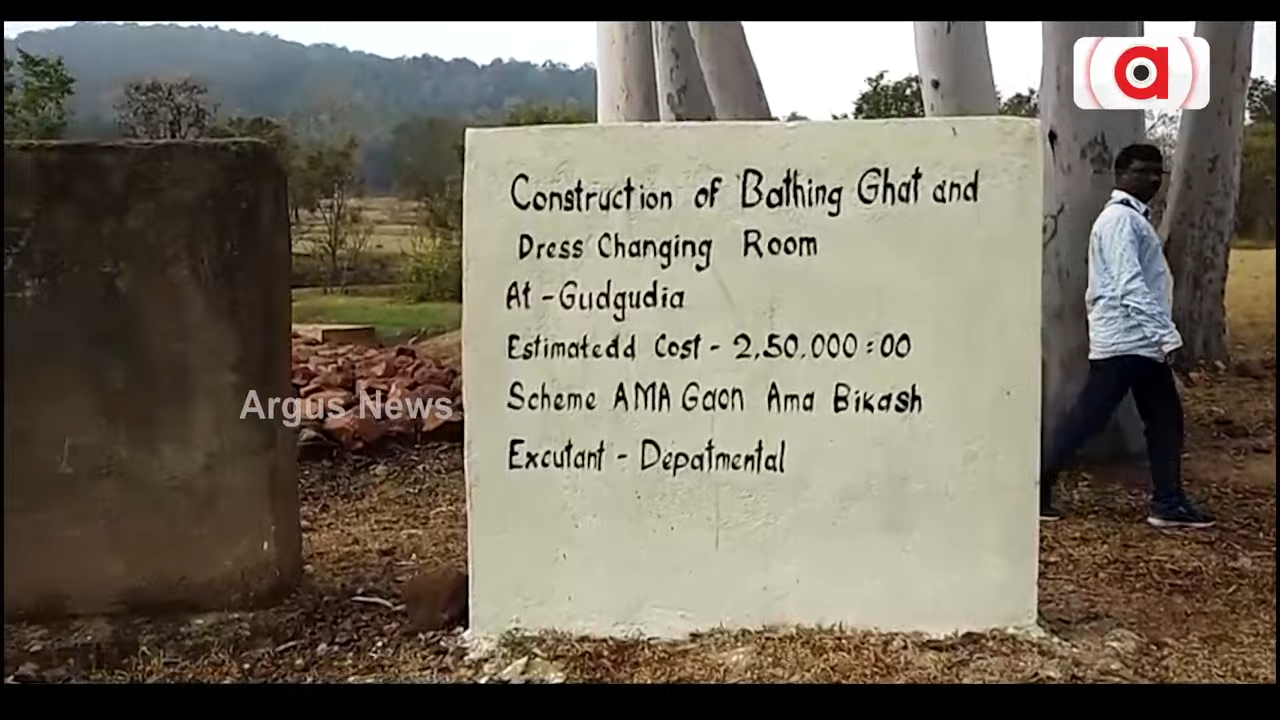 a
Construction of Bathing Ghat and
Dress Changing Room
At - Gudgudia
Estimatedd Cost - 2,50,000:00
Scheme AMA Gaon Ama Bikash
Excutant - Depatmental
Argus News